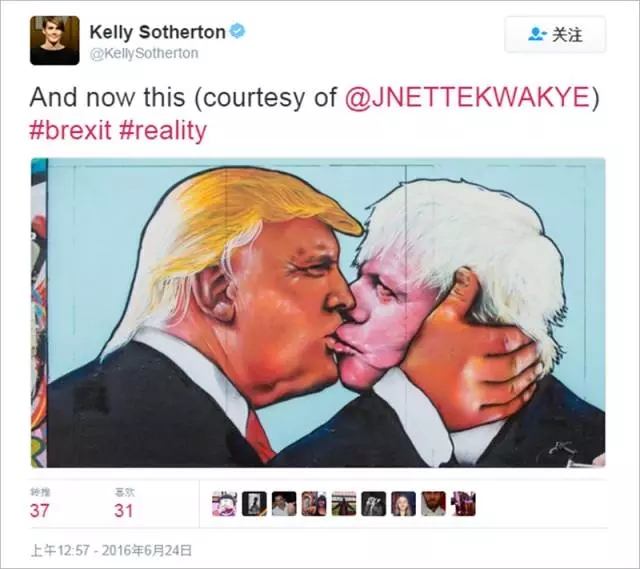 Kelly Sotherton
@KellySotherton
关注
And now this (courtesy of @JNETTEKWAKYE)
#brexit #reality
转推 喜欢
37 31
上午12:57 - 2016年6月24日